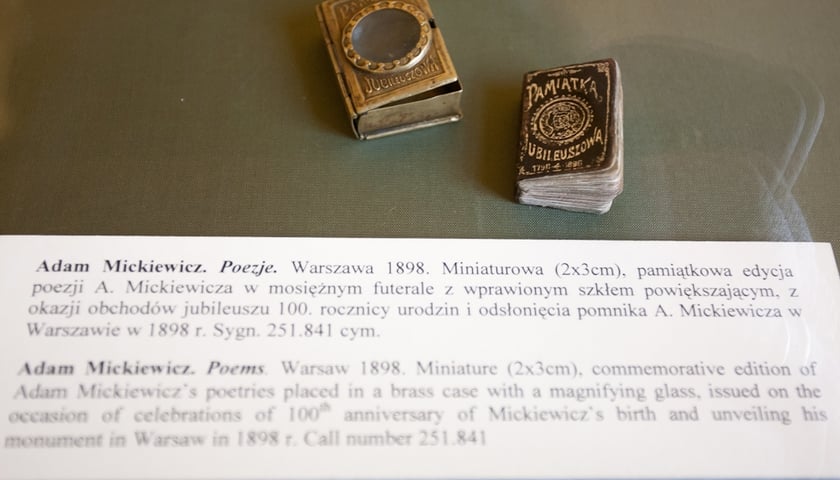 JUBILEUSZOWA
PAMIĄTKA
JUBILEUSZOWA
Adam Mickiewicz. Poezje. Warszawa 1898. Miniaturowa (2x3cm), pamiątkowa edycja
poezji A. Mickiewicza w mosiężnym futerale z wprawionym szkłem powiększającym, z
okazji obchodów jubileuszu 100. rocznicy urodzin i odsłonięcia pomnika A. Mickiewicza w
Warszawie w 1898 r. Sygn. 251.841 cym.
Adam Mickiewicz. Poems. Warsaw 1898. Miniature (2x3cm), commemorative edition of
Adam Mickiewicz's poetries placed in a brass case with a magnifying glass, issued on the
occasion of celebrations of 100th anniversary of Mickiewicz's birth and unveiling his
monument in Warsaw in 1898 r. Call number 251.841